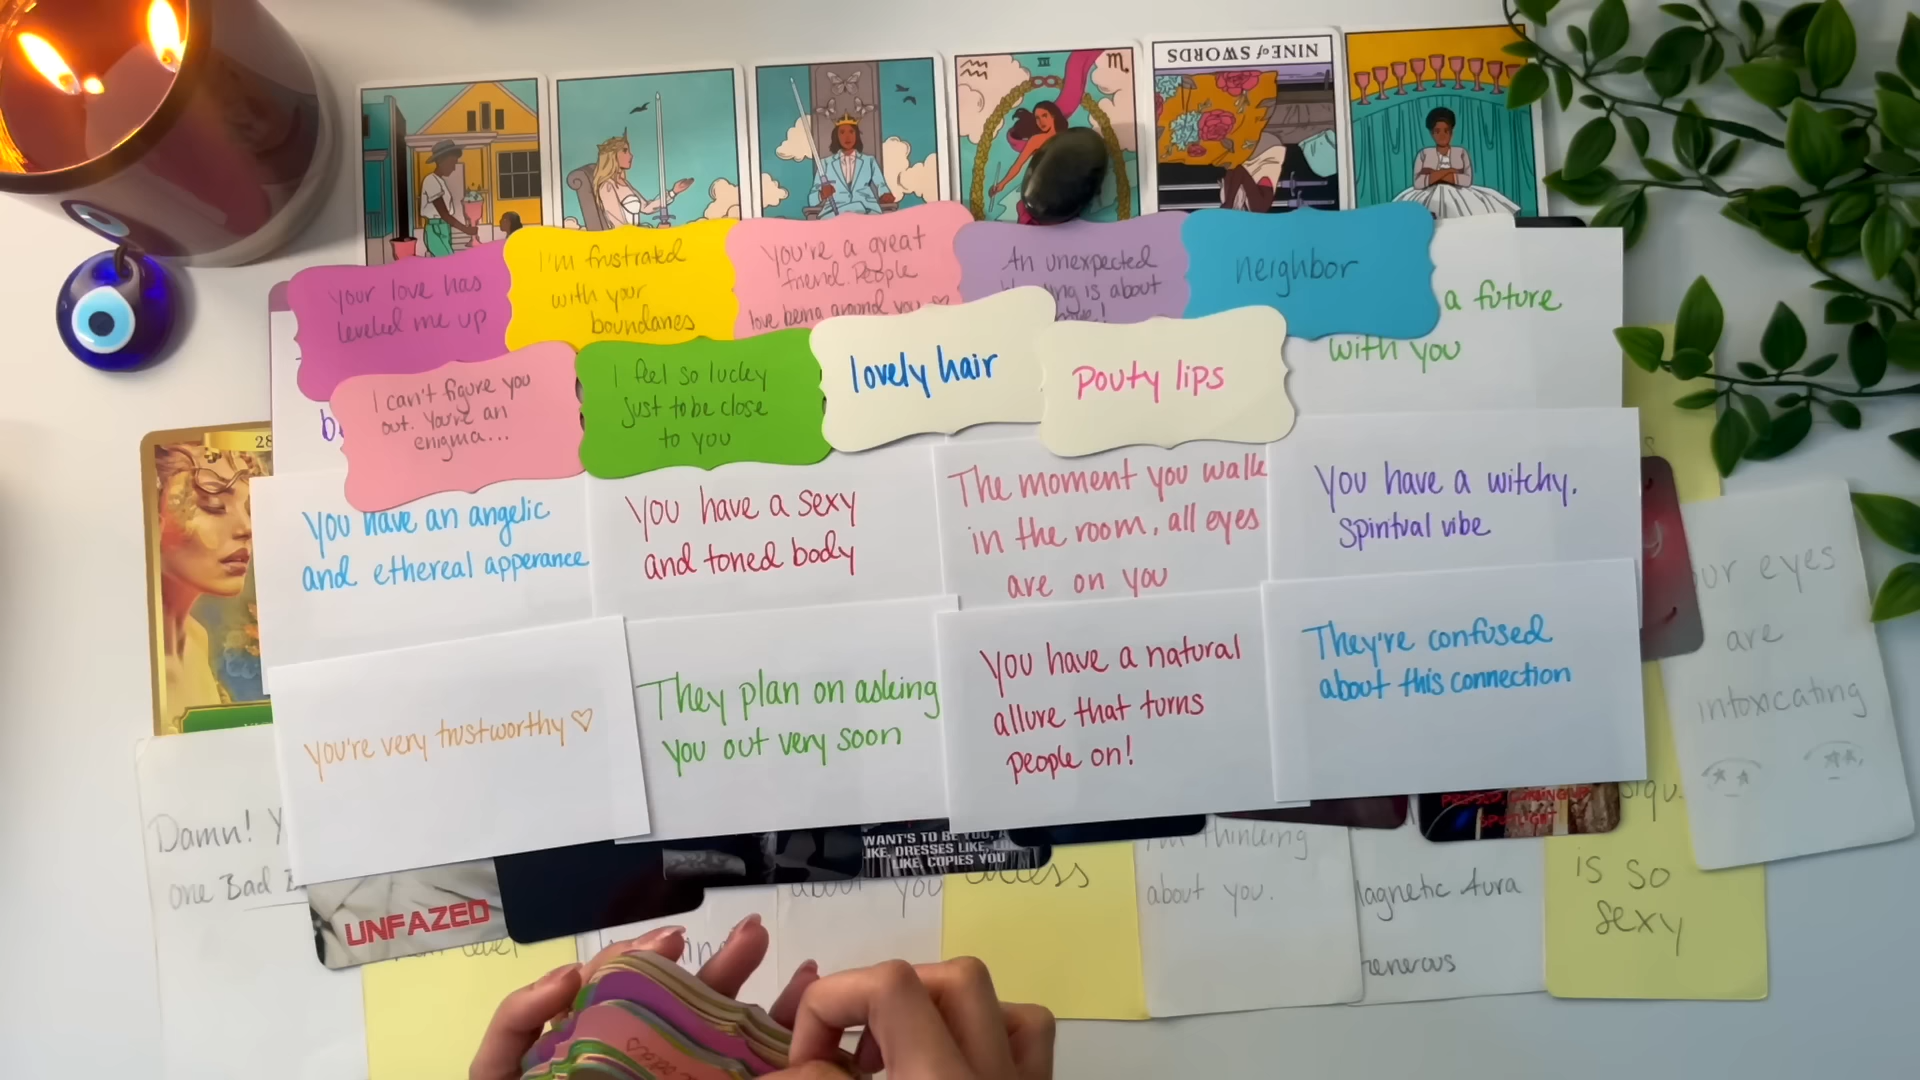 NINE of SWORDS
III
28
your love has
leveled me up
I'm frustrated
with your
boundaries
You're a great
friend. People
love being around you
An unexpected
is about
neighbor
a future
with you
I can't figure you
out. You're an
enigma...
I feel so lucky
just to be close
to you
lovely hair
pouty lips
You have an angelic
and ethereal apperance
You have a sexy
and toned body
The moment you walk
in the room, all eyes
are on you
You have a witchy.
Spiritual vibe
You're very trustworthy ♡
They plan on asking
you out very soon
You have a natural
allure that turns
people on!
They're confused
about this connection
eyes
are
intoxicating
Damn!
one Bad
UNFAZED
WANT'S TO BE YOU, A
LIKE, DRESSES LIKE,
LIKE, COPIES YOU
about you
thinking
about you.
Magnetic Aura
Generous
SPOTLIGHT
is so
sexy